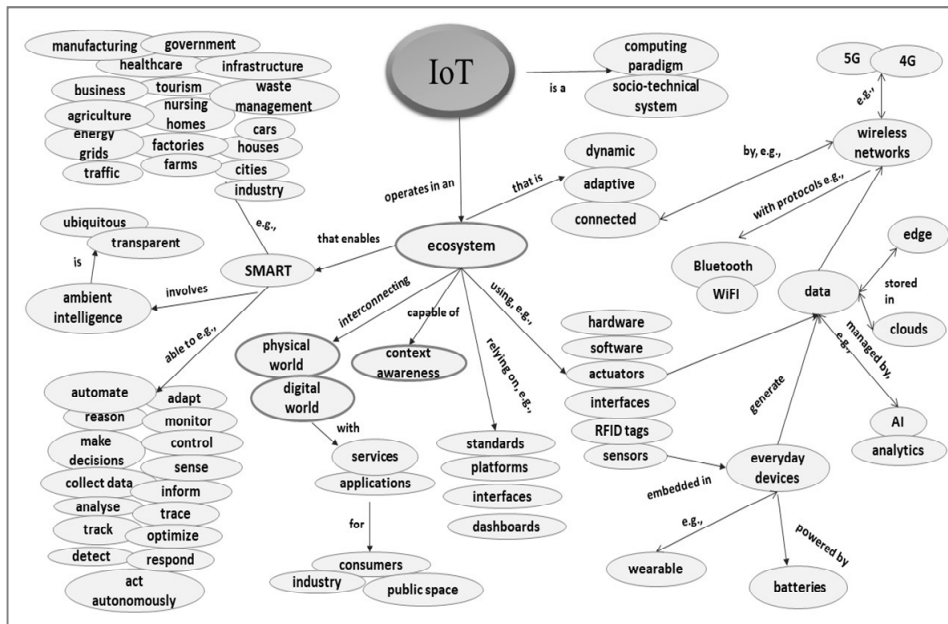 IoT
is a
computing
paradigm
socio-technical
system
operates in an
ecosystem
that is
dynamic
adaptive
connected
by, e.g.,
wireless
networks
e.g.,
5G
4G
with protocols e.g.,
Bluetooth
WiFI
data
stored
in
edge
clouds
managed by,
e.g.,
AI
analytics
generate
everyday
devices
embedded in
e.g.,
wearable
powered by
batteries
using, e.g.,
hardware
software
actuators
interfaces
RFID tags
sensors
relying on, e.g.,
standards
platforms
interfaces
dashboards
capable of
context
awareness
interconnecting
physical
world
digital
world
with
services
applications
for
consumers
industry
public space
that enables
SMART
e.g.,
manufacturing
government
healthcare
infrastructure
business
tourism
waste
management
agriculture
nursing
homes
cars
energy
grids
factories
houses
traffic
farms
cities
industry
involves
ambient
intelligence
is
ubiquitous
transparent
able to e.g.,
automate
adapt
reason
monitor
make
decisions
control
sense
collect data
inform
analyse
trace
track
optimize
detect
respond
act
autonomously